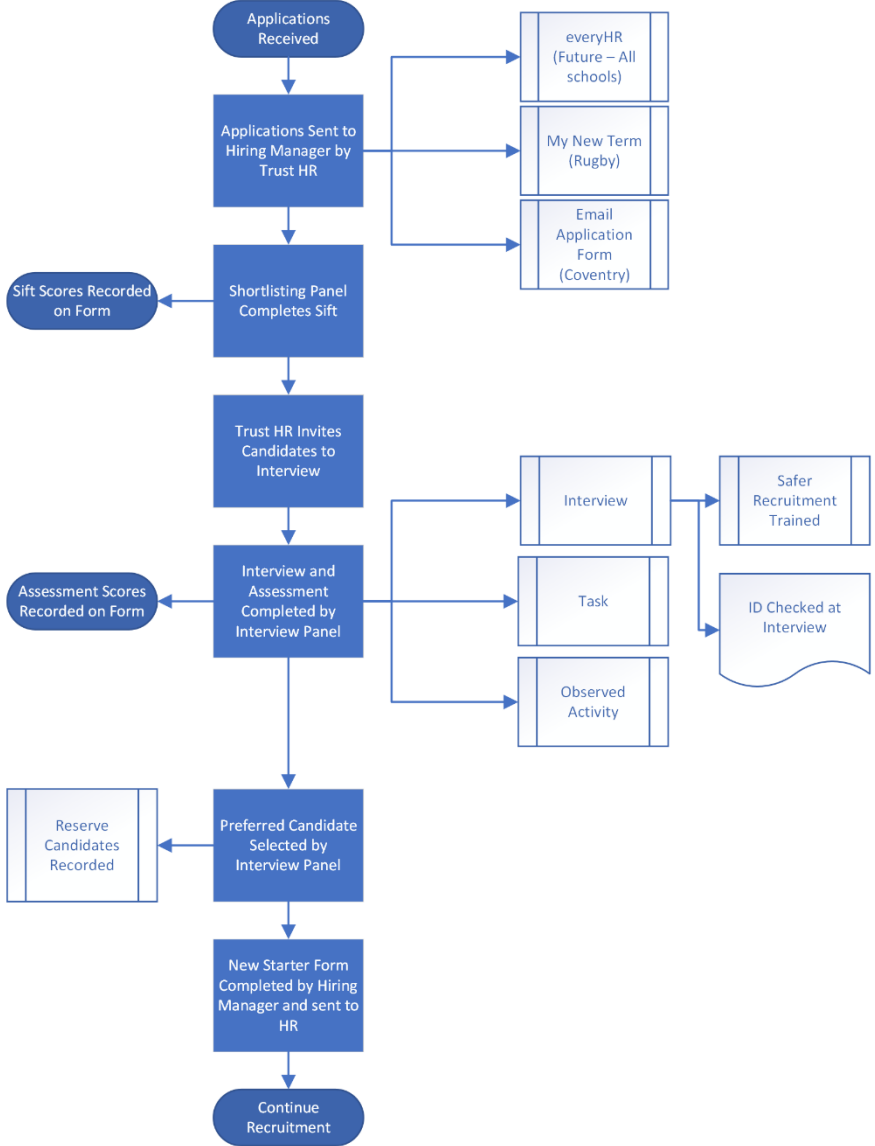 Applications
Received
everyHR
(Future – All
schools)
Applications Sent to
Hiring Manager by
Trust HR
My New Term
(Rugby)
Email
Application
Form
(Coventry)
Sift Scores Recorded
on Form
Shortlisting Panel
Completes Sift
Trust HR Invites
Candidates to
Interview
Interview
Safer
Recruitment
Trained
Assessment Scores
Recorded on Form
Interview and
Assessment
Completed by
Interview Panel
Task
ID Checked at
Interview
Observed
Activity
Reserve
Candidates
Recorded
Preferred Candidate
Selected by
Interview Panel
New Starter Form
Completed by Hiring
Manager and sent to
HR
Continue
Recruitment